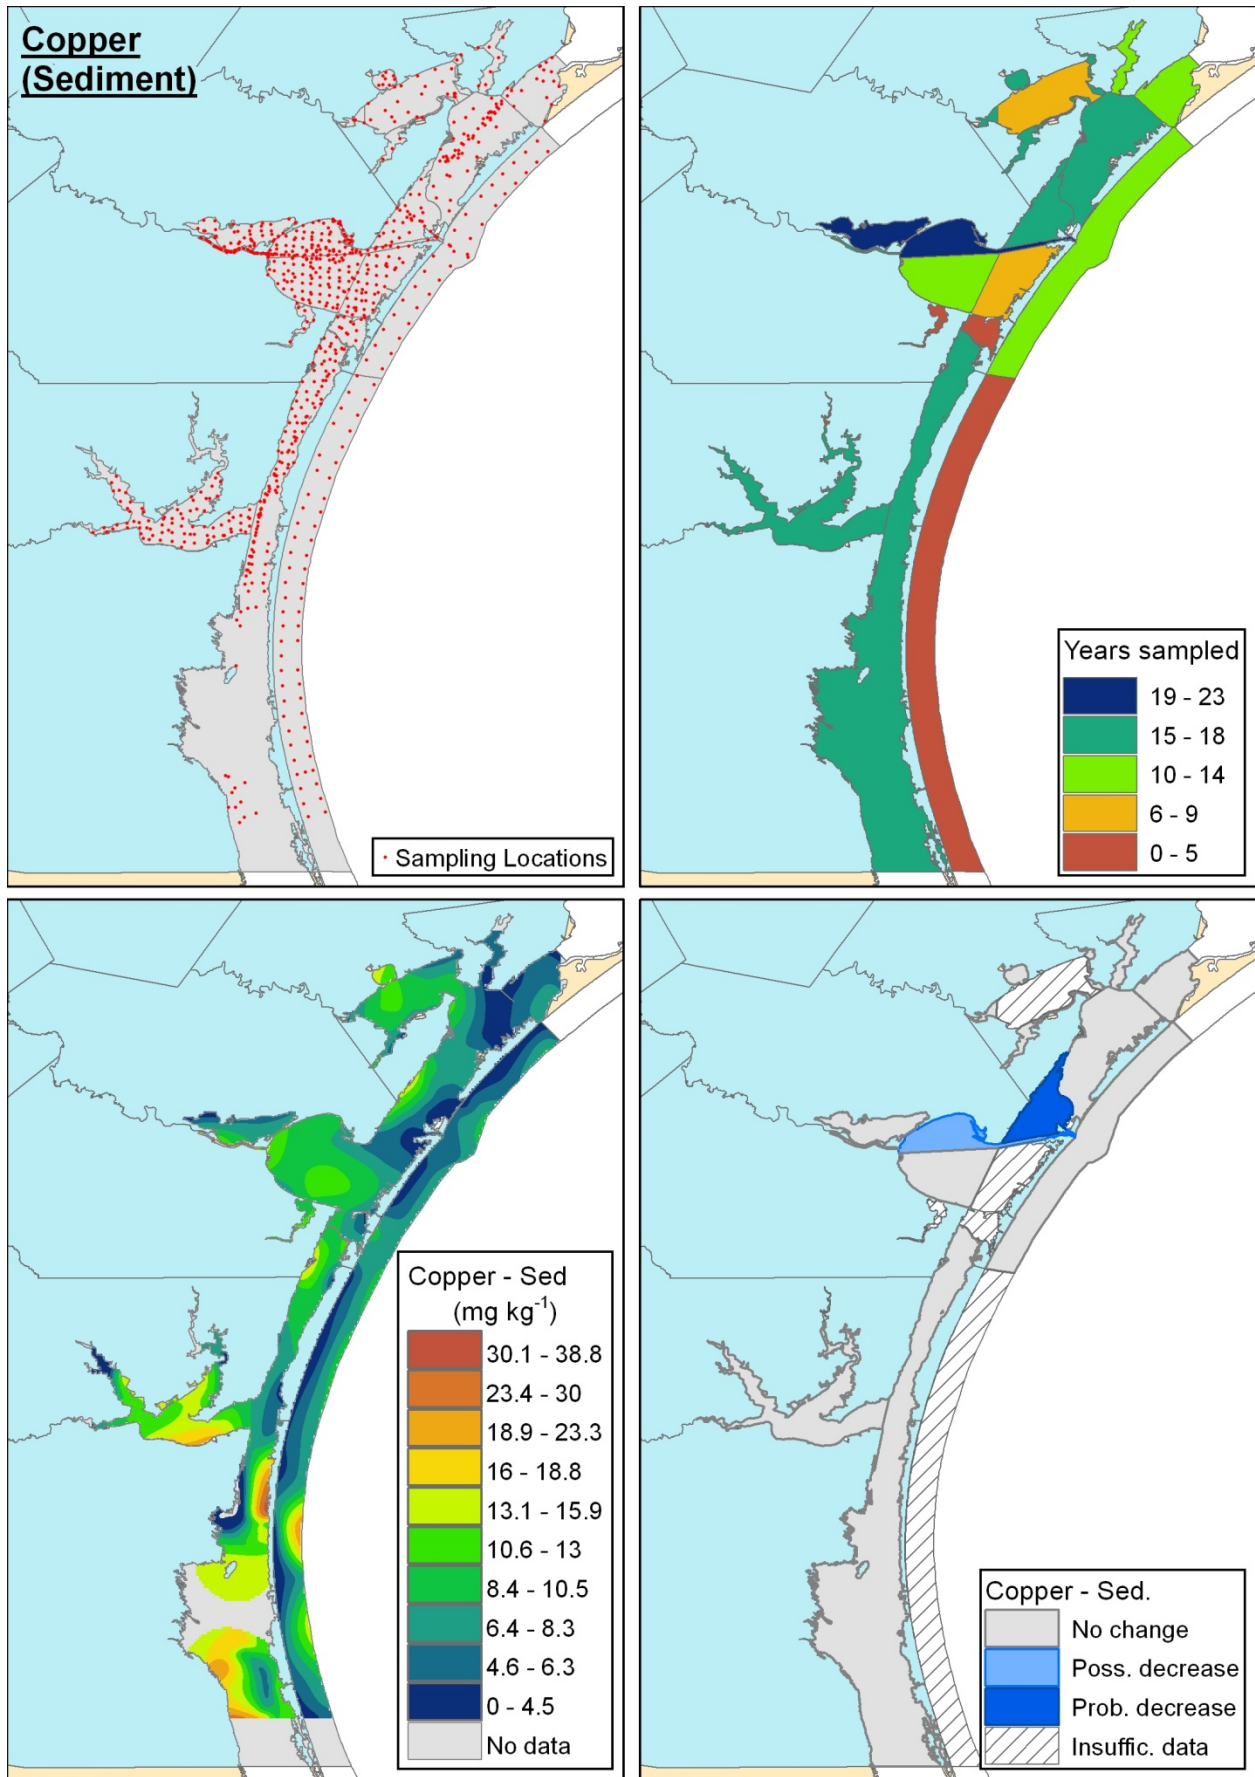 Copper
(Sediment)
Sampling Locations
Years sampled
19 - 23
15 - 18
10 - 14
6 - 9
0 - 5
Copper - Sed
(mg kg⁻¹)
30.1 - 38.8
23.4 - 30
18.9 - 23.3
16 - 18.8
13.1 - 15.9
10.6 - 13
8.4 - 10.5
6.4 - 8.3
4.6 - 6.3
0 - 4.5
No data
Copper - Sed.
No change
Poss. decrease
Prob. decrease
Insuffic. data